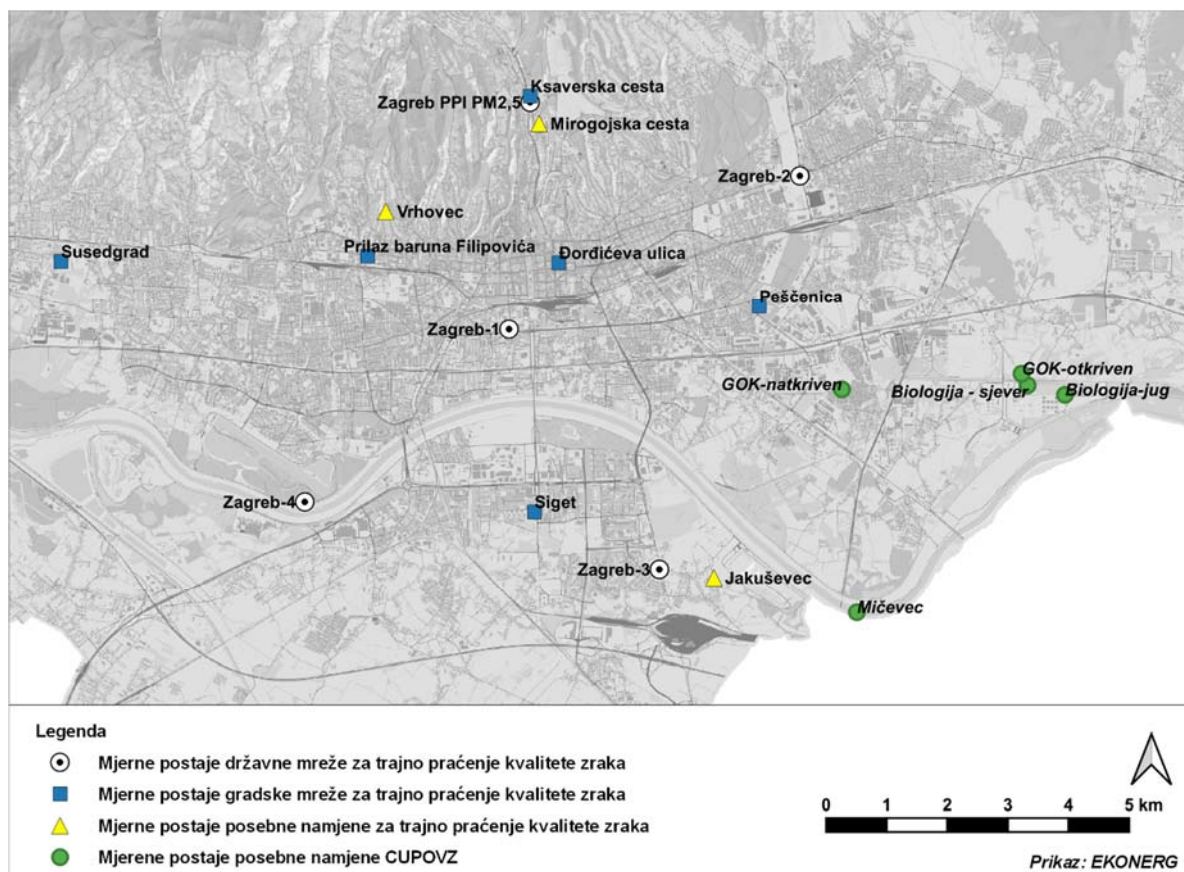 Ksaverska cesta
Zagreb PPI PM2,5
Mirogojska cesta
Zagreb-2
Vrhovec
Susedgrad
Prilaz baruna Filipovića
Đorđićeva ulica
Peščenica
Zagreb-1
GOK-otkriven
GOK-natkriven
Biologija - sjever
Biologija-jug
Zagreb-4
Siget
Zagreb-3
Jakuševec
Mičevec
Legenda
Mjerne postaje državne mreže za trajno praćenje kvalitete zraka
Mjerne postaje gradske mreže za trajno praćenje kvalitete zraka
Mjerne postaje posebne namjene za trajno praćenje kvalitete zraka
Mjerene postaje posebne namjene CUPOVZ
0 1 2 3 4 5 km
Prikaz: EKONERG